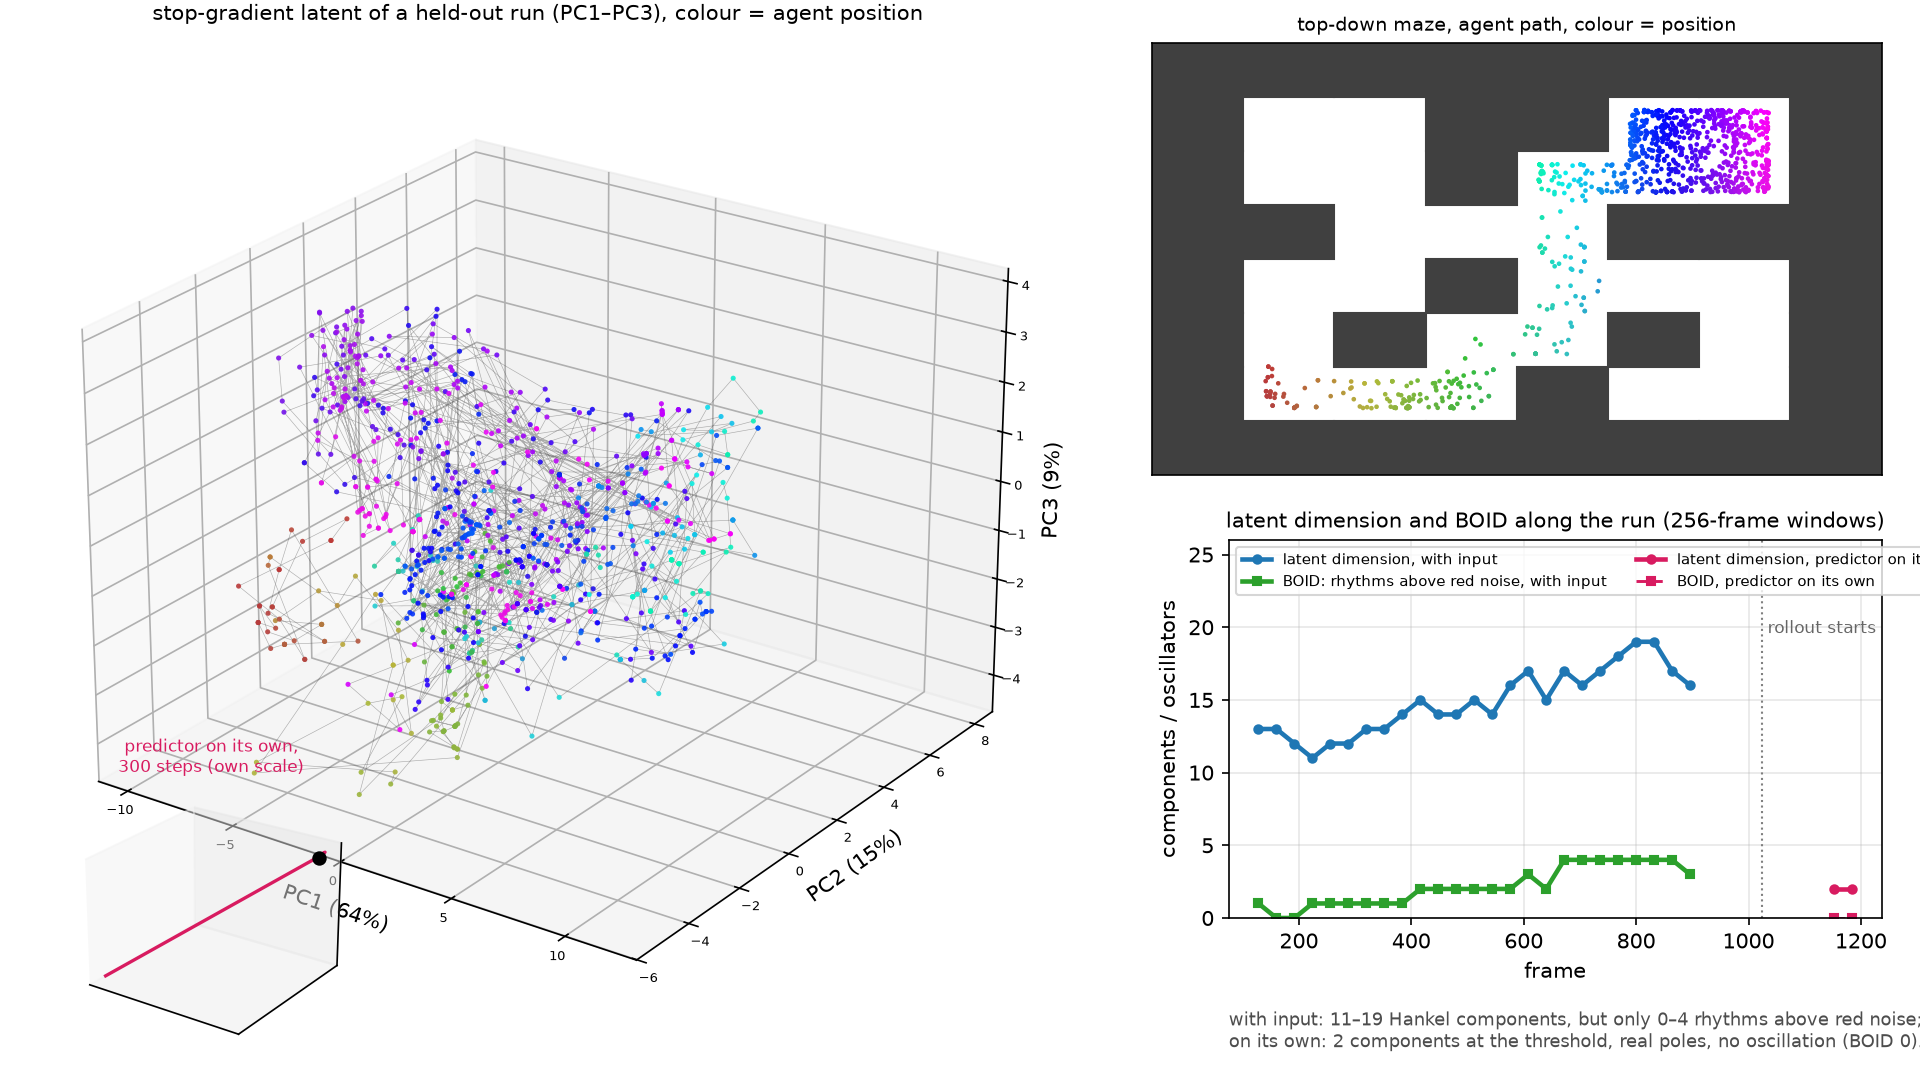 stop-gradient latent of a held-out run (PC1–PC3), colour = agent position
4
3
2
1
0
−1
−2
−3
−4
PC3 (9%)
8
6
4
2
0
−2
−4
−6
PC2 (15%)
−10
−5
0
5
10
PC1 (64%)
predictor on its own,
300 steps (own scale)
top-down maze, agent path, colour = position
latent dimension and BOID along the run (256-frame windows)
latent dimension, with input
BOID: rhythms above red noise, with input
latent dimension, predictor on
BOID, predictor on its own
rollout starts
25
20
15
10
5
0
components / oscillators
200
400
600
800
1000
1200
frame
with input: 11–19 Hankel components, but only 0–4 rhythms above red noise;
on its own: 2 components at the threshold, real poles, no oscillation (BOID 0)